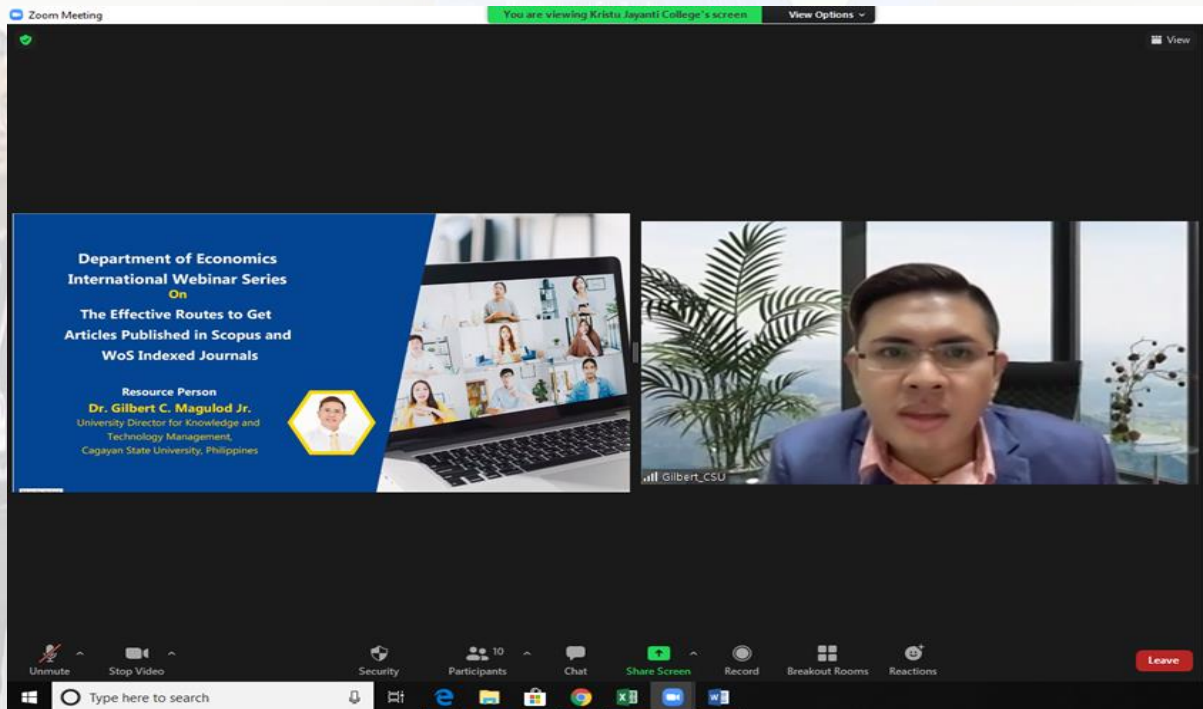 Zoom Meeting
You are viewing Kristu Jayanti College's screen
View Options
View
Department of Economics
International Webinar Series
On
The Effective Routes to Get
Articles Published in Scopus and
WoS Indexed Journals
Resource Person
Dr. Gilbert C. Magulod Jr.
University Director for Knowledge and
Technology Management,
Cagayan State University, Philippines
Gilbert_CSU
Unmute
Stop Video
Security
Participants
10
Chat
Share Screen
Record
Breakout Rooms
Reactions
Leave
Type here to search